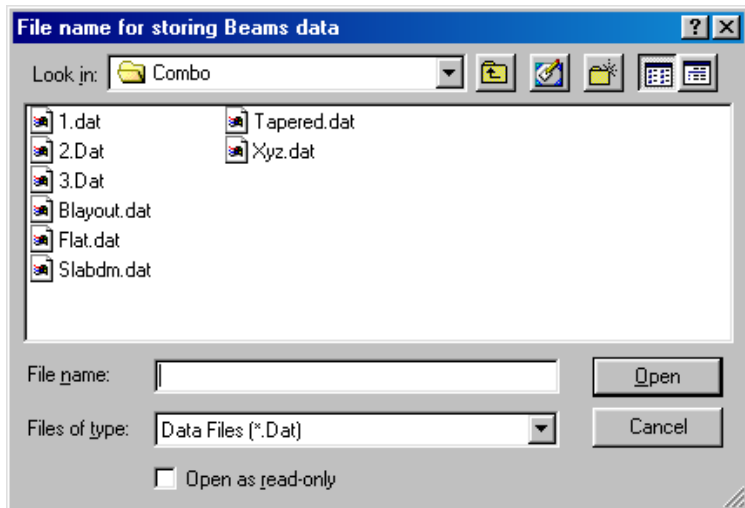 File name for storing Beams data
Look in: Combo
1.dat
2.Dat
3.Dat
Blayout.dat
Flat.dat
Slabdm.dat
Tapered.dat
Xyz.dat
File name:
Open
Files of type: Data Files (*.Dat)
Cancel
Open as read-only